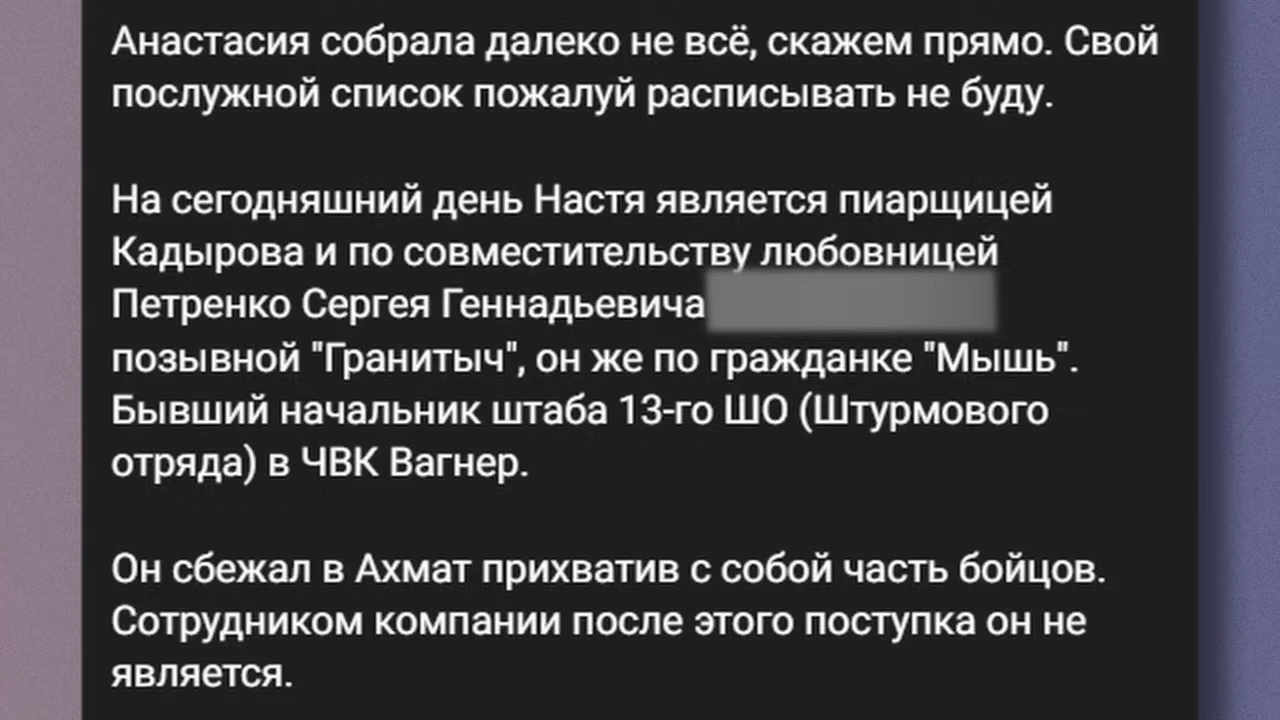 Анастасия собрала далеко не всё, скажем прямо. Свой
послужной список пожалуй расписывать не буду.
На сегодняшний день Настя является пиарщицей
Кадырова и по совместительству любовницей
Петренко Сергея Геннадьевича
позывной "Гранитыч", он же по гражданке "Мышь".
Бывший начальник штаба 13-го ШО (Штурмового
отряда) в ЧВК Вагнер.
Он сбежал в Ахмат прихватив с собой часть бойцов.
Сотрудником компании после этого поступка он не
является.